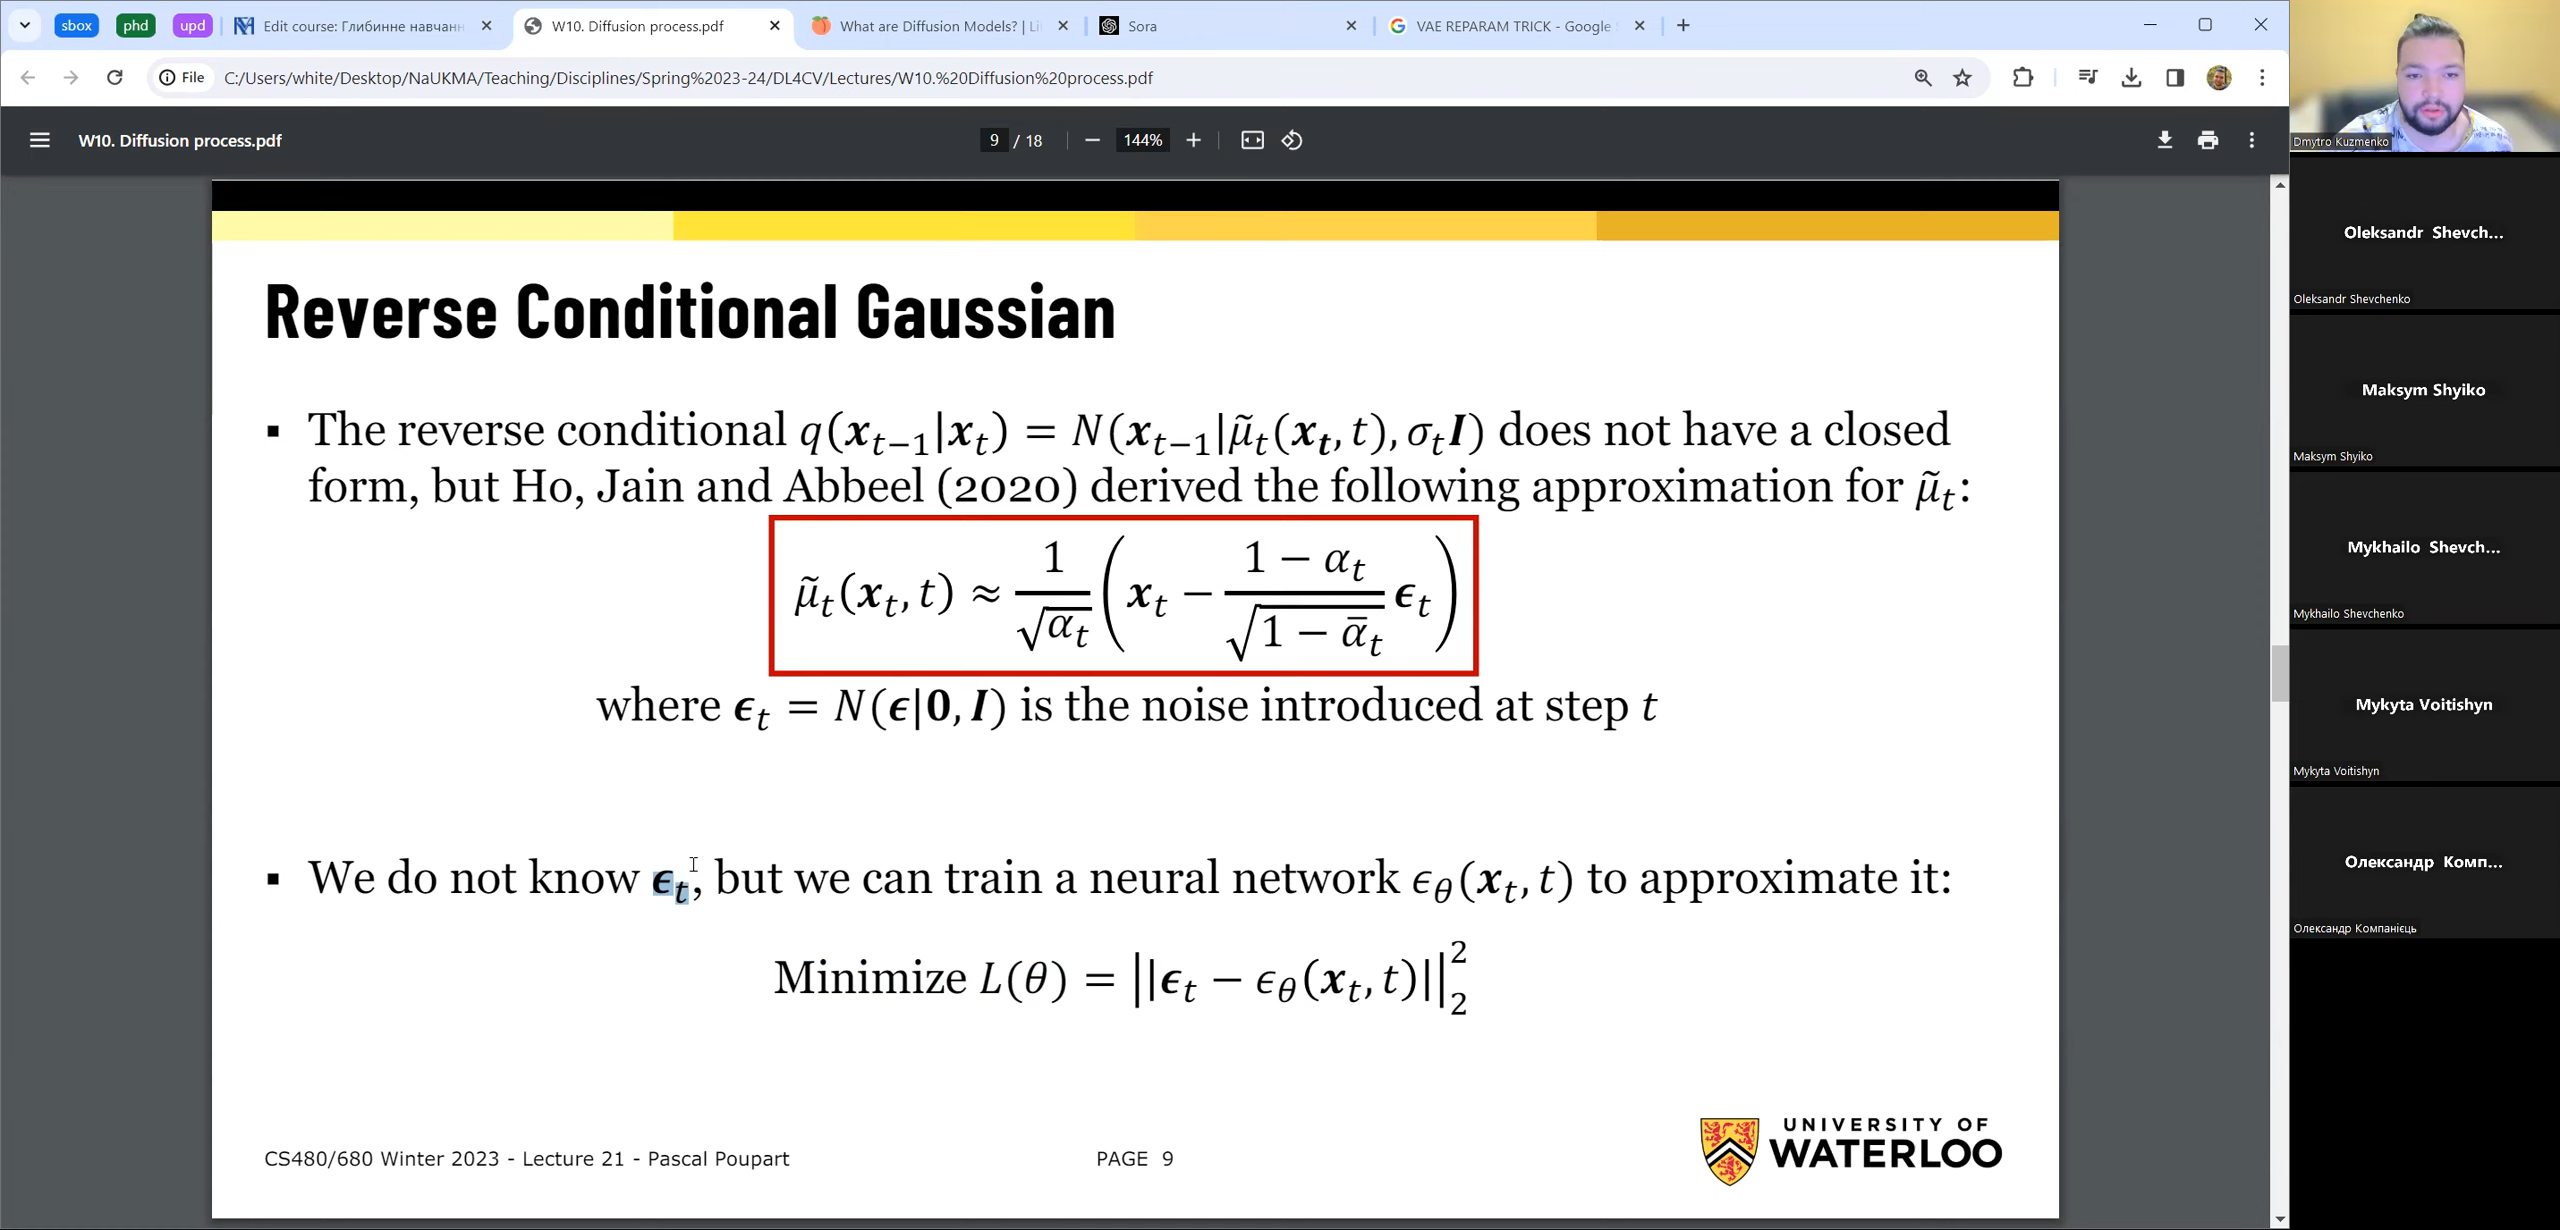 sbox
phd
upd
Edit course: Глибинне навчанн
W10. Diffusion process.pdf
What are Diffusion Models? | Li
Sora
VAE REPARAM TRICK - Google
File
C:/Users/white/Desktop/NaUKMA/Teaching/Disciplines/Spring%2023-24/DL4CV/Lectures/W10.%20Diffusion%20process.pdf
W10. Diffusion process.pdf
9 / 18
144%
Reverse Conditional Gaussian
▪ The reverse conditional q(𝒙_{t−1}|𝒙_t) = N(𝒙_{t−1}|μ̃_t(𝒙_t, t), σ_t𝑰) does not have a closed
form, but Ho, Jain and Abbeel (2020) derived the following approximation for μ̃_t:
μ̃_t(𝒙_t, t) ≈ 1/√α_t (𝒙_t − (1 − α_t)/√(1 − ᾱ_t) 𝝐_t)
where 𝝐_t = N(𝝐|𝟎, 𝑰) is the noise introduced at step t
▪ We do not know 𝝐_t, but we can train a neural network ϵ_θ(𝒙_t, t) to approximate it:
Minimize L(θ) = ||𝝐_t − ϵ_θ(𝒙_t, t)||_2^2
CS480/680 Winter 2023 - Lecture 21 - Pascal Poupart
PAGE 9
UNIVERSITY OF
WATERLOO
Dmytro Kuzmenko
Oleksandr Shevch...
Oleksandr Shevchenko
Maksym Shyiko
Maksym Shyiko
Mykhailo Shevch...
Mykhailo Shevchenko
Mykyta Voitishyn
Mykyta Voitishyn
Олександр Комп...
Олександр Компанієць